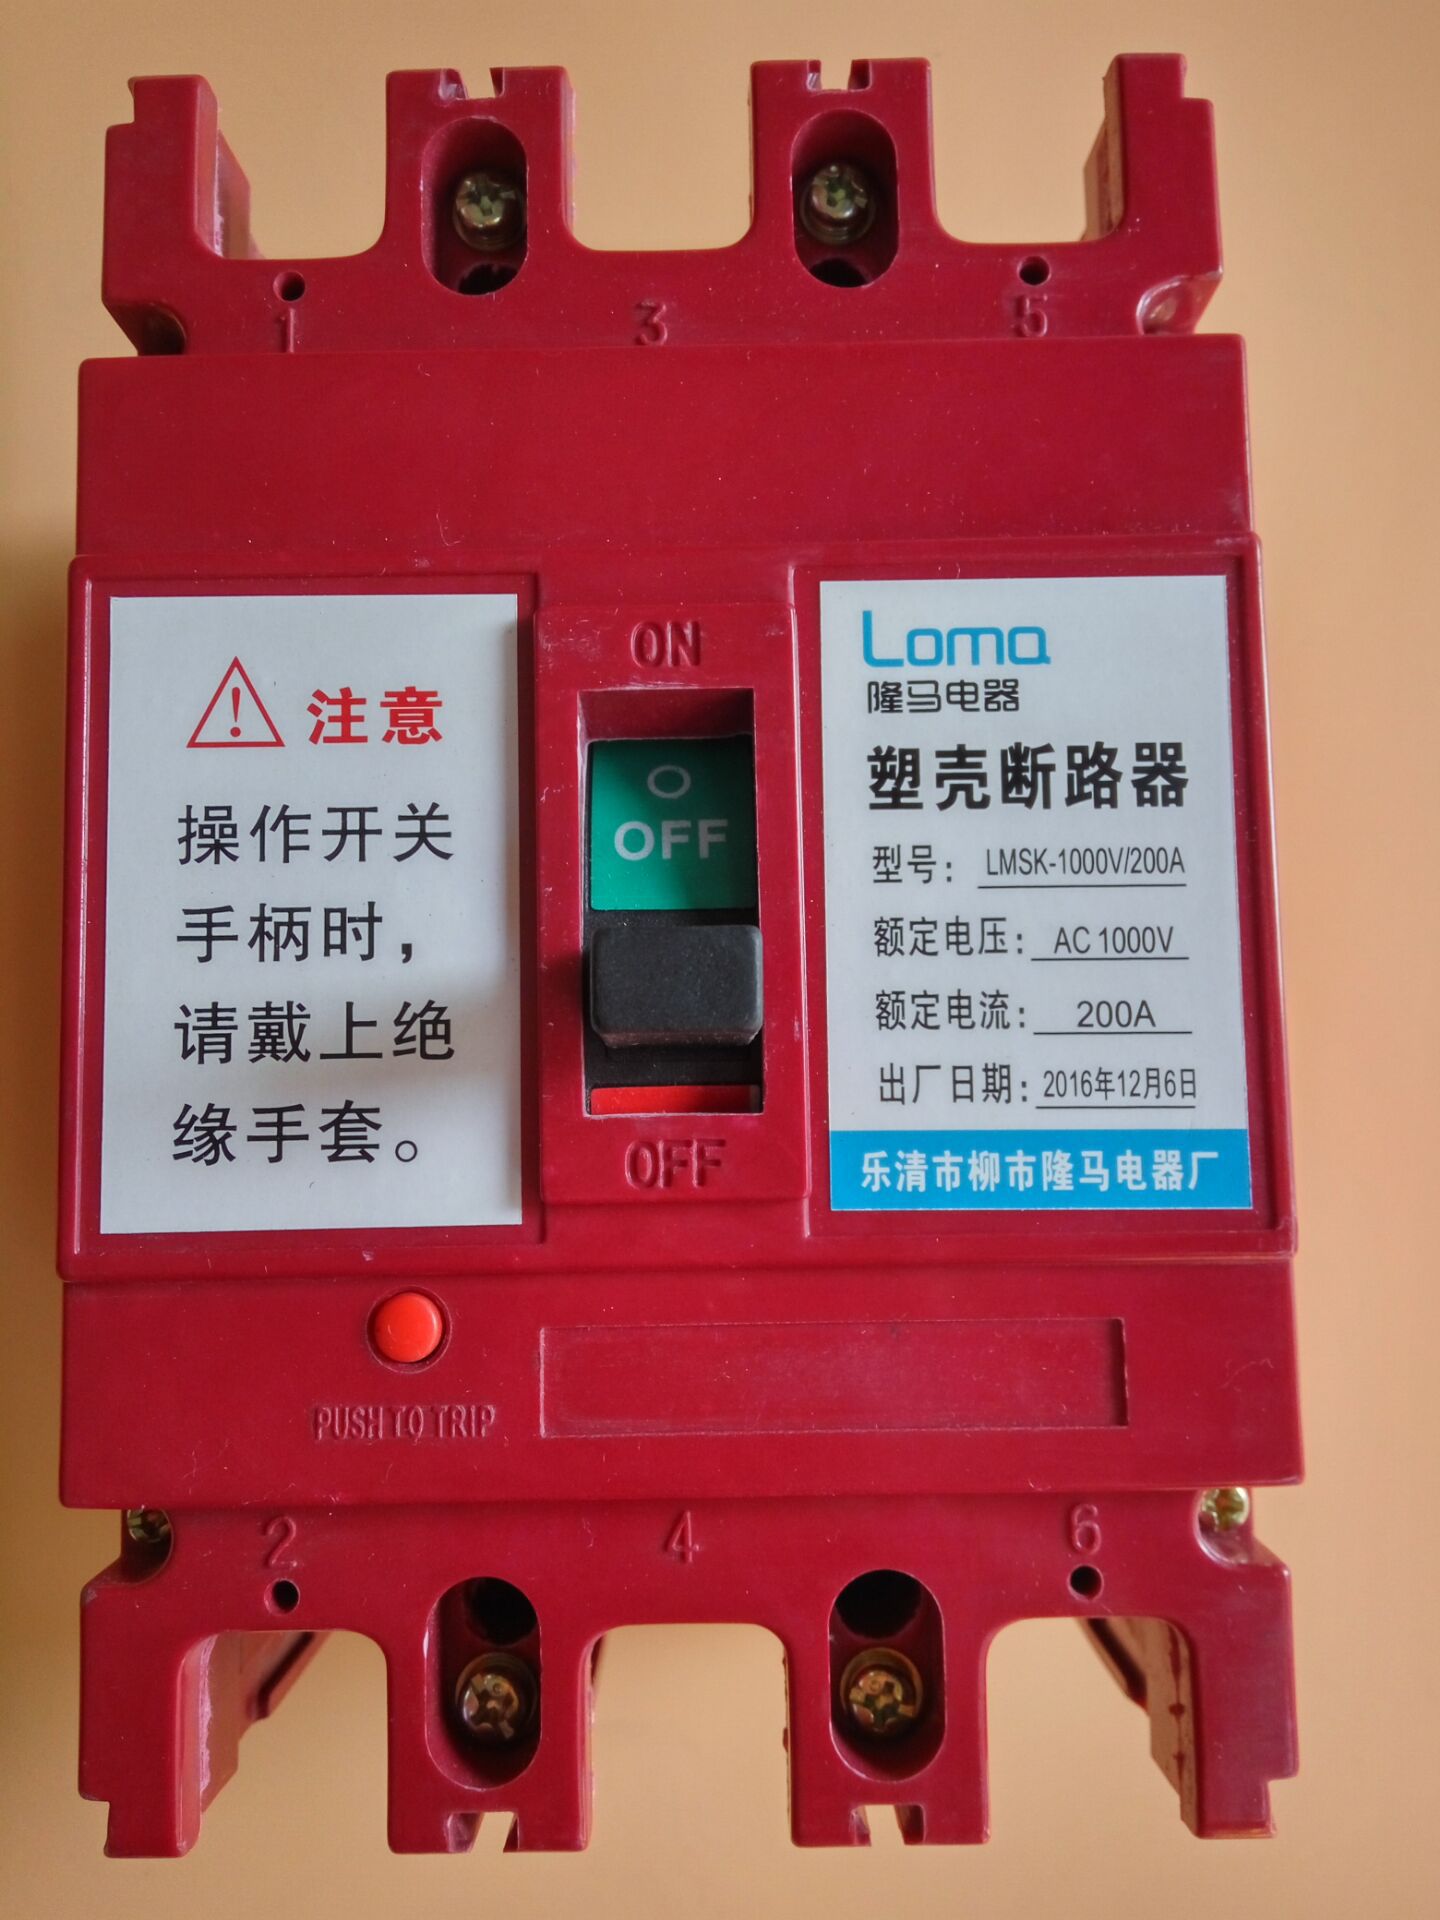 1 3 5
注意
操作开关
手柄时，
请戴上绝
缘手套。
ON
OFF
OFF
Loma
隆马电器
塑壳断路器
型号： LMSK-1000V/200A
额定电压： AC 1000V
额定电流： 200A
出厂日期： 2016年12月6日
乐清市柳市隆马电器厂
PUSH TO TRIP
2 4 6